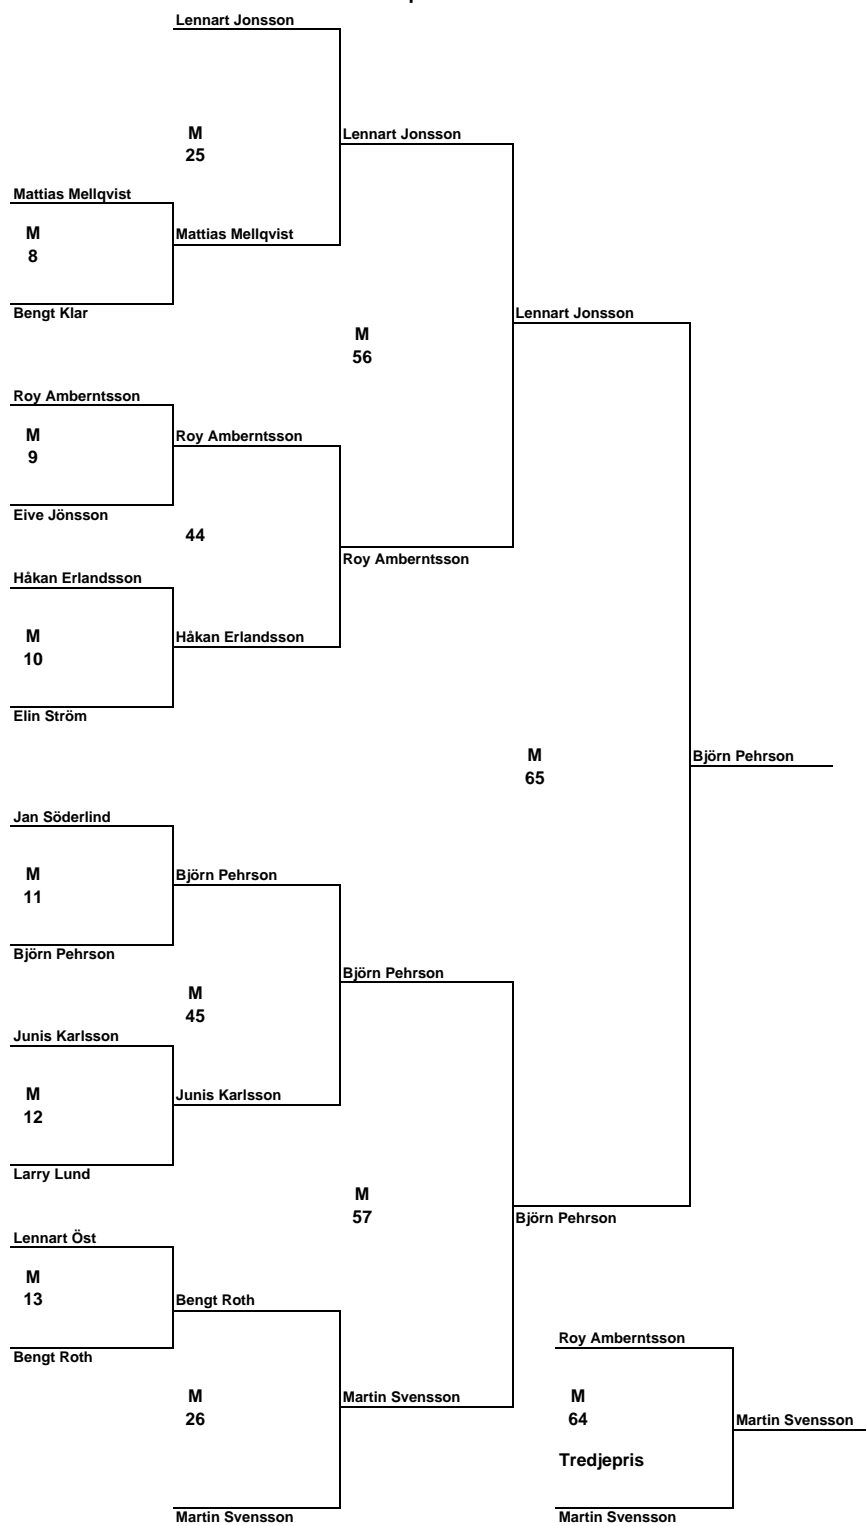 Lennart Jonsson
M
25
Lennart Jonsson
Mattias Mellqvist
M
8
Mattias Mellqvist
Bengt Klar
Lennart Jonsson
M
56
Roy Amberntsson
M
9
Roy Amberntsson
Eive Jönsson
44
Roy Amberntsson
Håkan Erlandsson
M
10
Håkan Erlandsson
Elin Ström
M
65
Björn Pehrson
Jan Söderlind
M
11
Björn Pehrson
Björn Pehrson
Björn Pehrson
M
45
Junis Karlsson
M
12
Junis Karlsson
Larry Lund
M
57
Björn Pehrson
Lennart Öst
M
13
Bengt Roth
Bengt Roth
Roy Amberntsson
M
26
Martin Svensson
M
64
Martin Svensson
Tredjepris
Martin Svensson
Martin Svensson